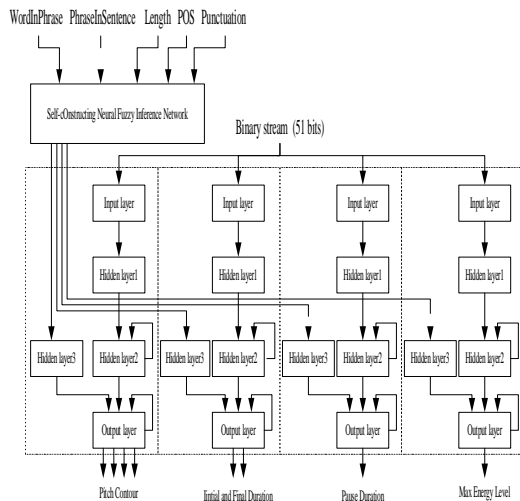 WordInPhrase PhraseInSentence Length POS Punctuation
Self-cOnstructing Neural Fuzzy Inference Network
Binary stream (51 bits)
Input layer Input layer Input layer Input layer
Hidden layer1 Hidden layer1 Hidden layer1 Hidden layer1
Hidden layer3 Hidden layer2 Hidden layer3 Hidden layer2 Hidden layer3 Hidden layer2 Hidden layer3 Hidden layer2
Output layer Output layer Output layer Output layer
Pitch Contour Iintial and Final Duration Pause Duration Max Energy Level